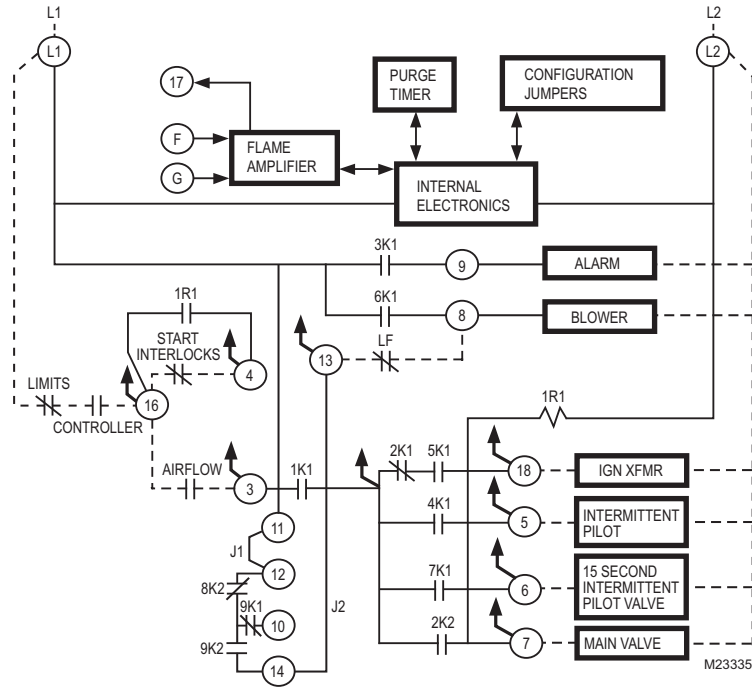 L1
L2
L1
L2
17
PURGE
TIMER
CONFIGURATION
JUMPERS
F
FLAME
AMPLIFIER
G
INTERNAL
ELECTRONICS
3K1
9
ALARM
1R1
6K1
8
BLOWER
START
INTERLOCKS
13
LF
4
LIMITS
16
1R1
CONTROLLER
2K1
5K1
18
IGN XFMR
AIRFLOW
3
1K1
4K1
5
INTERMITTENT
PILOT
11
J1
12
7K1
6
15 SECOND
INTERMITTENT
PILOT VALVE
8K2
9K1
J2
10
2K2
7
MAIN VALVE
9K2
14
M23335